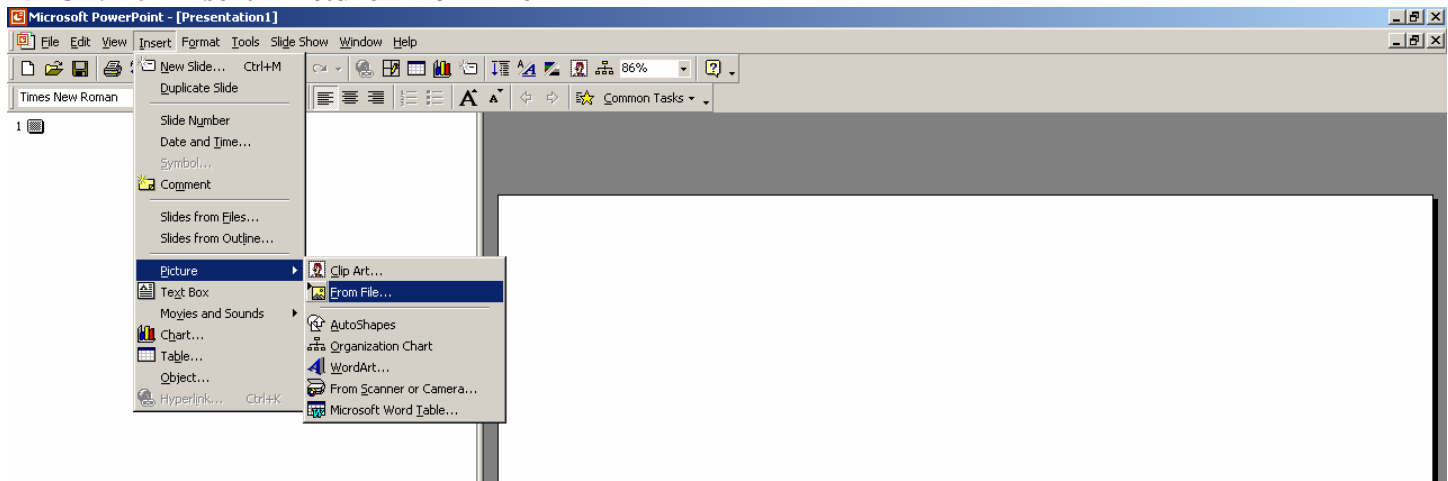 Microsoft PowerPoint - [Presentation1]
File Edit View Insert Format Tools Slide Show Window Help
86%
Times New Roman
Common Tasks
1
New Slide... Ctrl+M
Duplicate Slide
Slide Number
Date and Time...
Symbol...
Comment
Slides from Files...
Slides from Outline...
Picture
Text Box
Movies and Sounds
Chart...
Table...
Object...
Hyperlink... Ctrl+K
Clip Art...
From File...
AutoShapes
Organization Chart
WordArt...
From Scanner or Camera...
Microsoft Word Table...